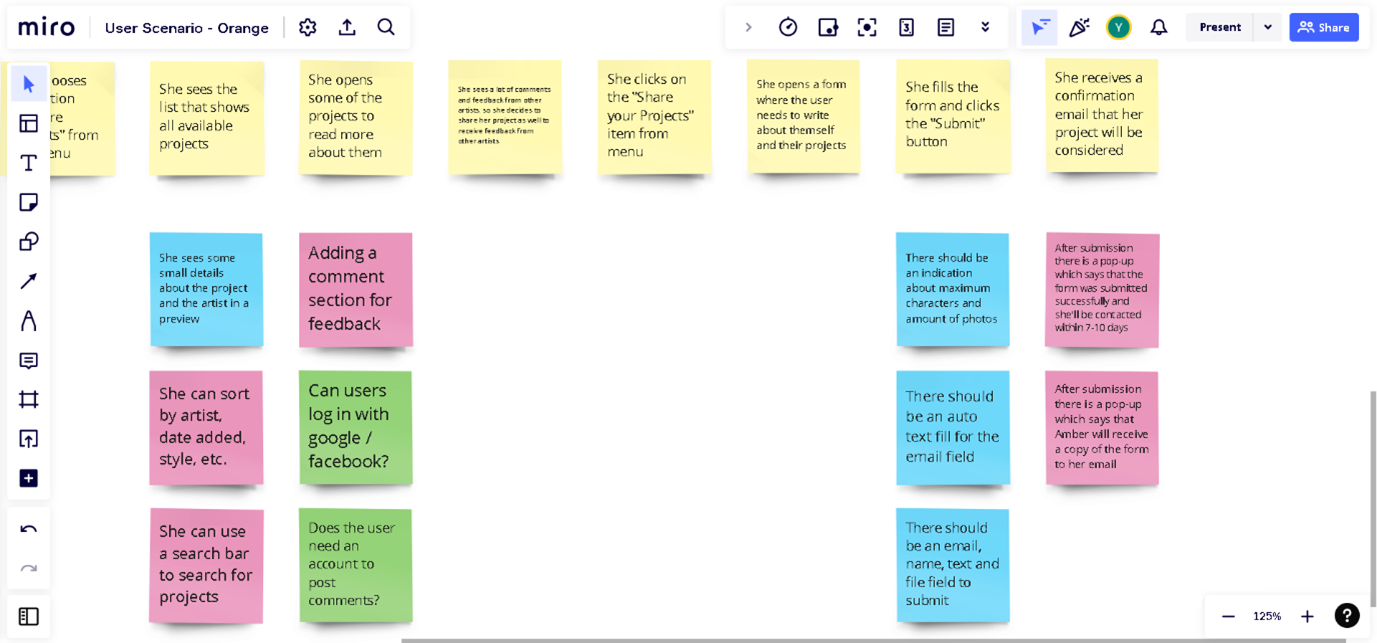 miro
User Scenario - Orange
3
Y
Present
Share
ooses
tion
re
ts" from
enu
She sees the
list that shows
all available
projects
She opens
some of the
projects to
read more
about them
She sees a lot of comments
and feedback from other
artists, so she decides to
share her project as well to
receive feedback from
other artists
She clicks on
the "Share
your Projects"
item from
menu
She opens a form
where the user
needs to write
about themself
and their projects
She fills the
form and clicks
the "Submit"
button
She receives a
confirmation
email that her
project will be
considered
She sees some
small details
about the project
and the artist in a
preview
Adding a
comment
section for
feedback
There should be
an indication
about maximum
characters and
amount of photos
After submission
there is a pop-up
which says that the
form was submitted
successfully and
she'll be contacted
within 7-10 days
She can sort
by artist,
date added,
style, etc.
Can users
log in with
google /
facebook?
There should
be an auto
text fill for the
email field
After submission
there is a pop-up
which says that
Amber will receive
a copy of the form
to her email
She can use
a search bar
to search for
projects
Does the user
need an
account to
post
comments?
There should
be an email,
name, text and
file field to
submit
125%
?